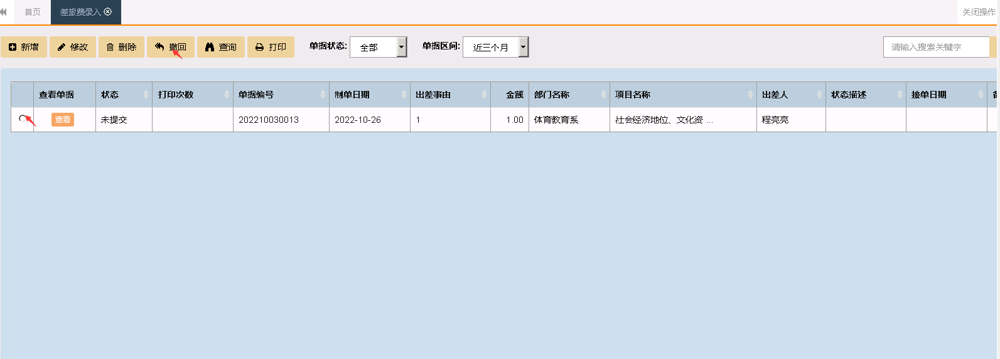 首页 差旅费录入 关闭操作
新增 修改 删除 撤回 查询 打印 单据状态: 全部 单据区间: 近三个月 请输入搜索关键字
查看单据 状态 打印次数 单据编号 制单日期 出差事由 金额 部门名称 项目名称 出差人 状态描述 接单日期
查看 未提交 202210030013 2022-10-26 1 1.00 体育教育系 社会经济地位、文化资 ... 程亮亮